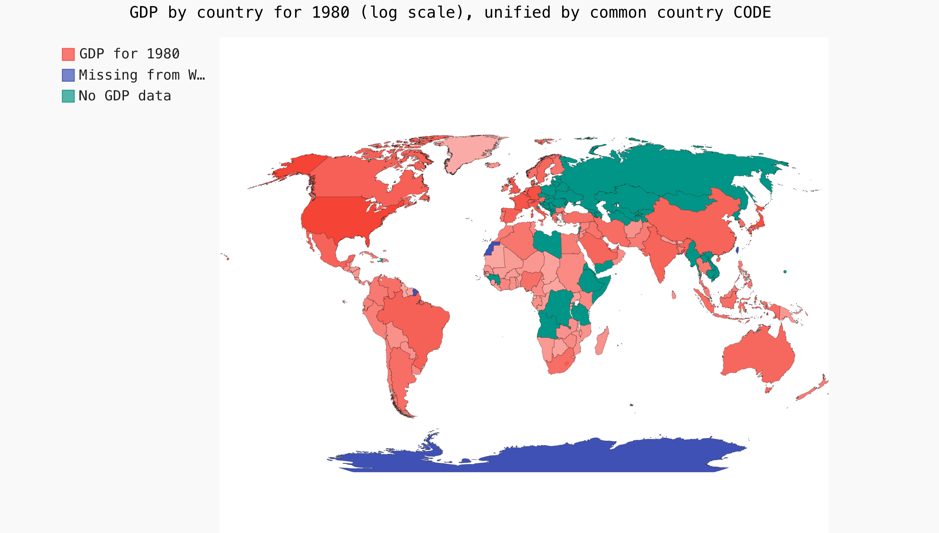 GDP by country for 1980 (log scale), unified by common country CODE
GDP for 1980
Missing from W…
No GDP data